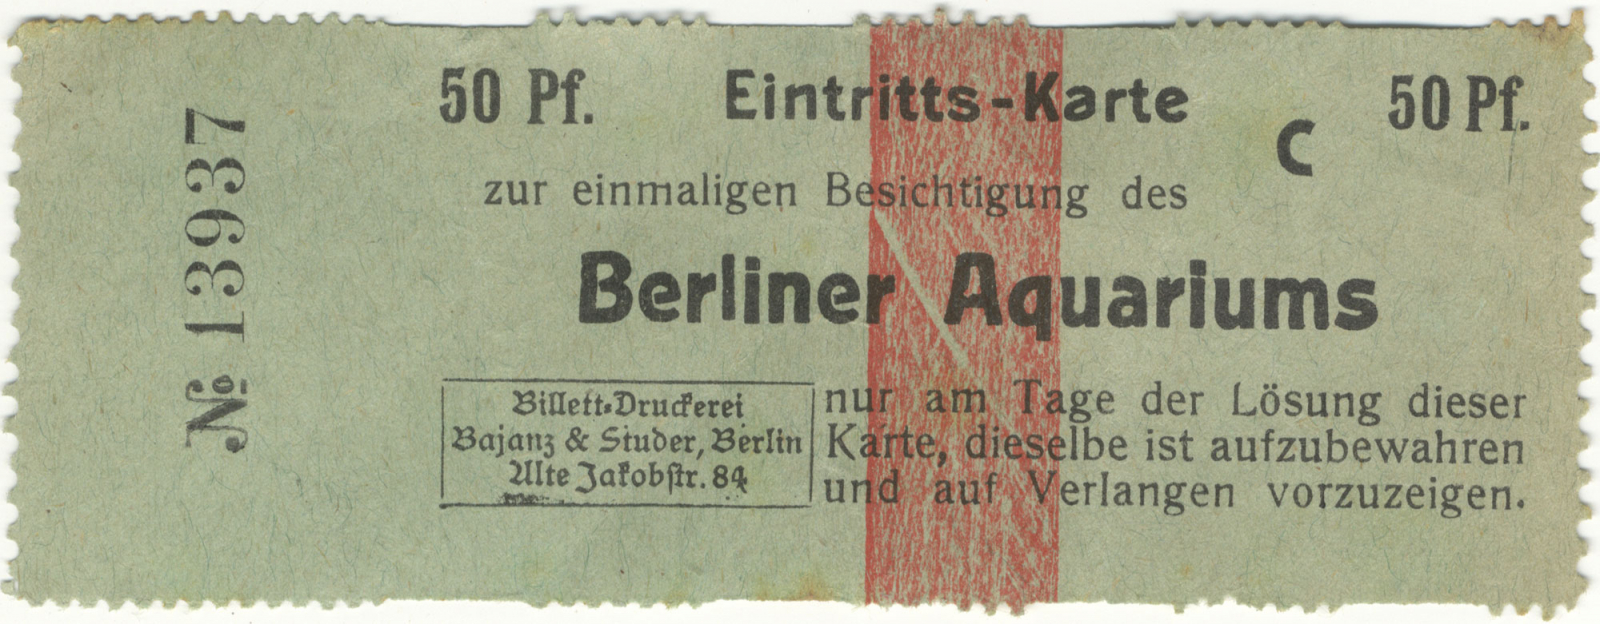 № 13937
50 Pf. Eintritts-Karte C 50 Pf.
zur einmaligen Besichtigung des
Berliner Aquariums
Billett-Druckerei
Bajanz & Studer, Berlin
Alte Jakobstr. 84
nur am Tage der Lösung dieser
Karte, dieselbe ist aufzubewahren
und auf Verlangen vorzuzeigen.